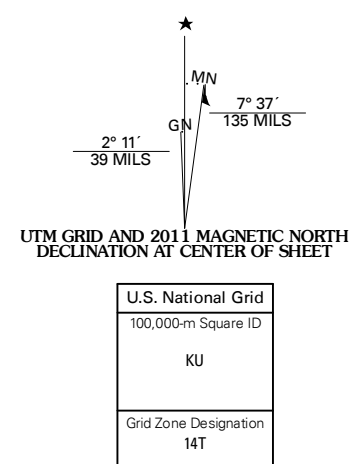 ★
MN
GN
7° 37´
135 MILS
2° 11´
39 MILS
UTM GRID AND 2011 MAGNETIC NORTH
DECLINATION AT CENTER OF SHEET
U.S. National Grid
100,000-m Square ID
KU
Grid Zone Designation
14T